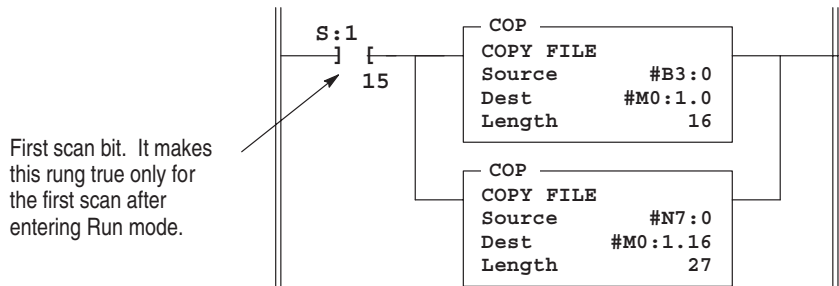 S:1
] [
15
COP
COPY FILE
Source #B3:0
Dest #M0:1.0
Length 16
First scan bit. It makes
this rung true only for
the first scan after
entering Run mode.
COP
COPY FILE
Source #N7:0
Dest #M0:1.16
Length 27